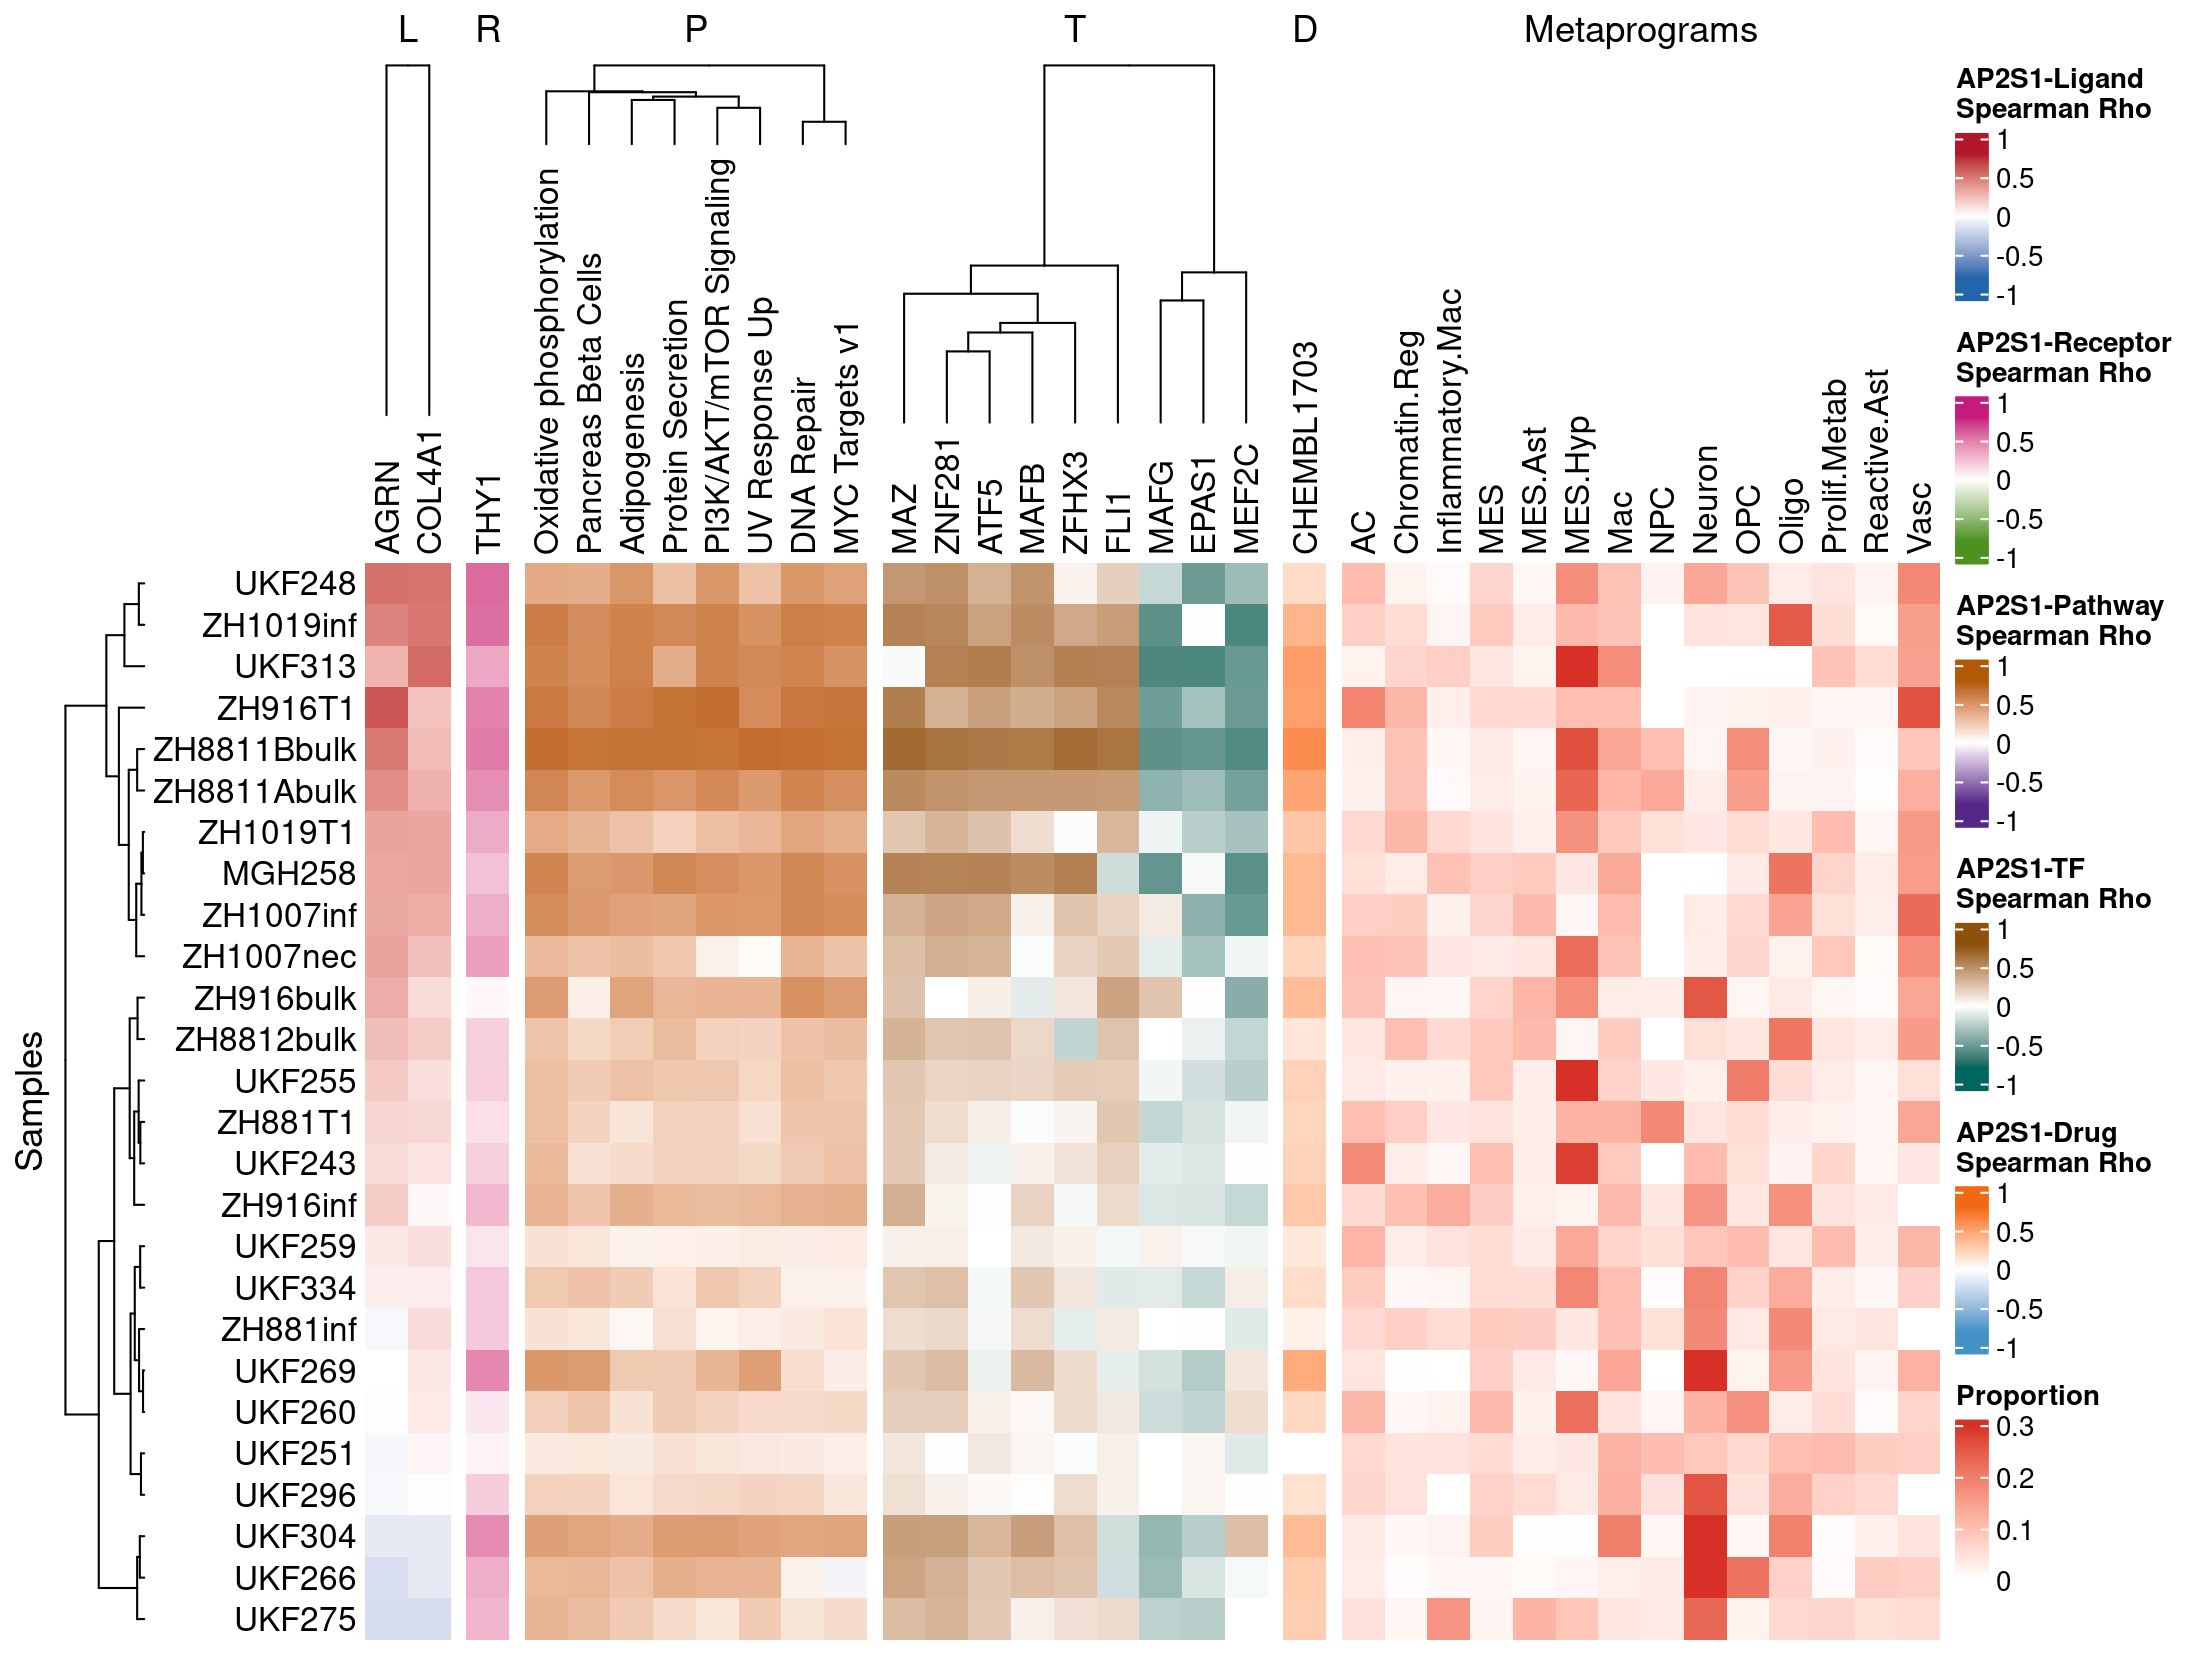 L R P T D Metaprograms
AGRN
COL4A1
THY1
Oxidative phosphorylation
Pancreas Beta Cells
Adipogenesis
Protein Secretion
PI3K/AKT/mTOR Signaling
UV Response Up
DNA Repair
MYC Targets v1
MAZ
ZNF281
ATF5
MAFB
ZFHX3
FLI1
MAFG
EPAS1
MEF2C
CHEMBL1703
AC
Chromatin.Reg
Inflammatory.Mac
MES
MES.Ast
MES.Hyp
Mac
NPC
Neuron
OPC
Oligo
Prolif.Metab
Reactive.Ast
Vasc
Samples
UKF248
ZH1019inf
UKF313
ZH916T1
ZH8811Bbulk
ZH8811Abulk
ZH1019T1
MGH258
ZH1007inf
ZH1007nec
ZH916bulk
ZH8812bulk
UKF255
ZH881T1
UKF243
ZH916inf
UKF259
UKF334
ZH881inf
UKF269
UKF260
UKF251
UKF296
UKF304
UKF266
UKF275
AP2S1-Ligand
Spearman Rho
1
0.5
0
-0.5
-1
AP2S1-Receptor
Spearman Rho
1
0.5
0
-0.5
-1
AP2S1-Pathway
Spearman Rho
1
0.5
0
-0.5
-1
AP2S1-TF
Spearman Rho
1
0.5
0
-0.5
-1
AP2S1-Drug
Spearman Rho
1
0.5
0
-0.5
-1
Proportion
0.3
0.2
0.1
0